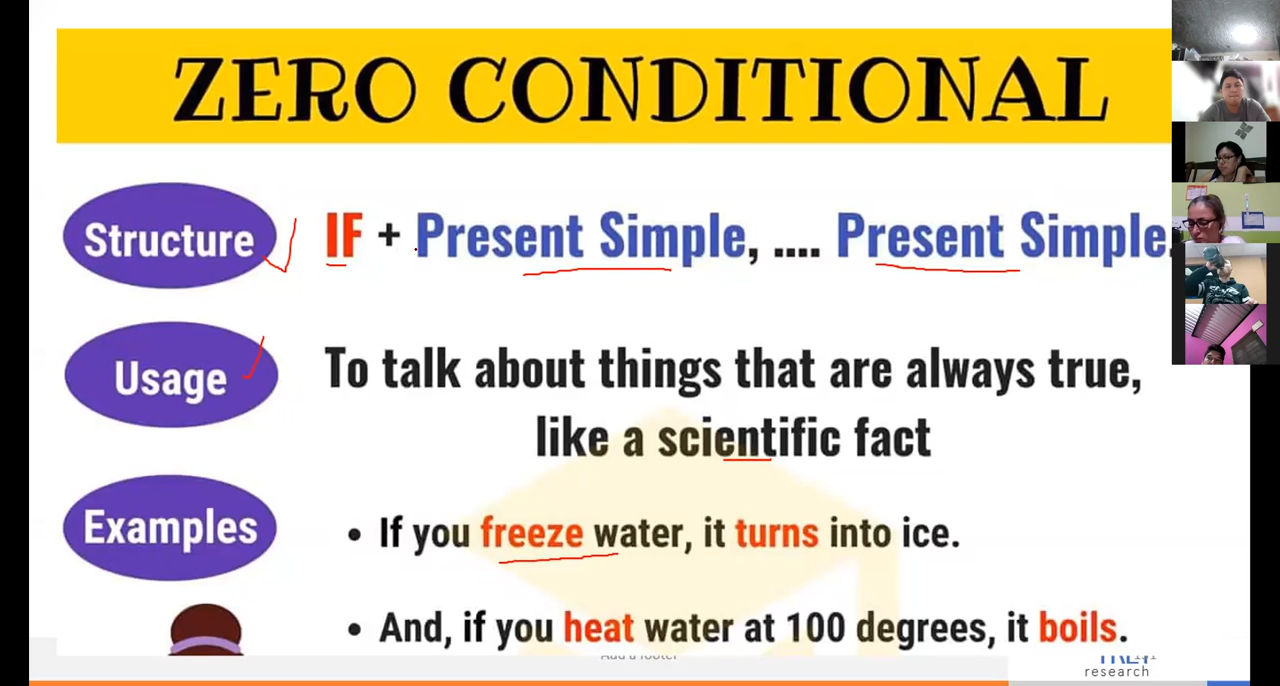 ZERO CONDITIONAL
Structure
IF + Present Simple, .... Present Simple.
Usage
To talk about things that are always true,
like a scientific fact
Examples
• If you freeze water, it turns into ice.
• And, if you heat water at 100 degrees, it boils.
Add a footer
research